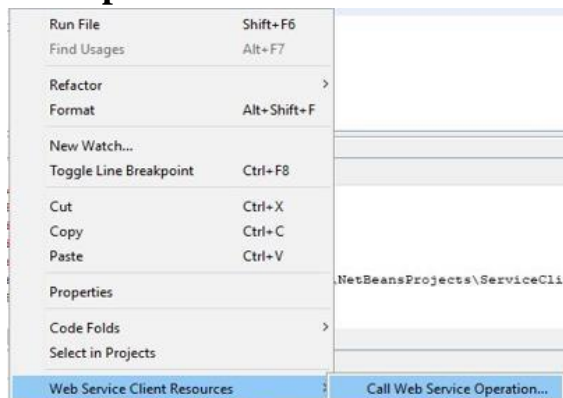 Run File Shift+F6
Find Usages Alt+F7
Refactor >
Format Alt+Shift+F
New Watch...
Toggle Line Breakpoint Ctrl+F8
Cut Ctrl+X
Copy Ctrl+C
Paste Ctrl+V
\NetBeansProjects\ServiceCli
Properties
Code Folds >
Select in Projects
Web Service Client Resources > Call Web Service Operation...